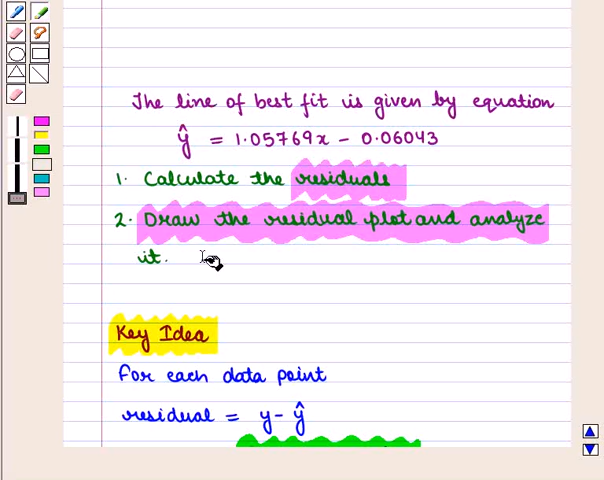 The line of best fit is given by equation
ŷ = 1.05769x - 0.06043
1. Calculate the residuals
2. Draw the residual plot and analyze
it.
Key Idea
For each data point
residual = y - ŷ